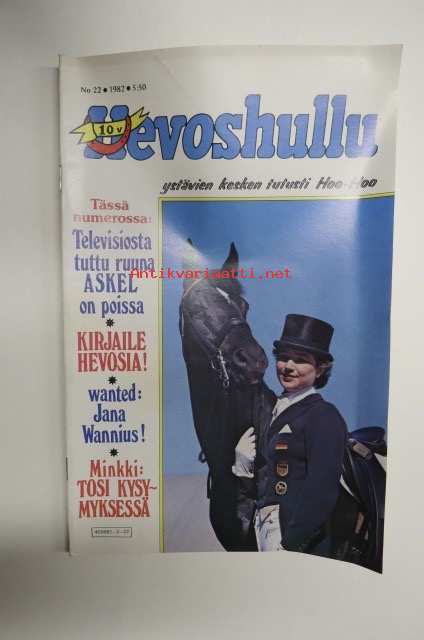 No 22 • 1982 • 5:50
10 v
Hevoshullu
ystävien kesken tutusti Hoo-Hoo
Tässä
numerossa:
Televisiosta
tuttu ruuna
ASKEL
on poissa
*
KIRJAILE
HEVOSIA!
*
wanted:
Jana
Wannius!
*
Minkki:
TOSI KYSY-
MYKSESSÄ
Antikvariaatti.net